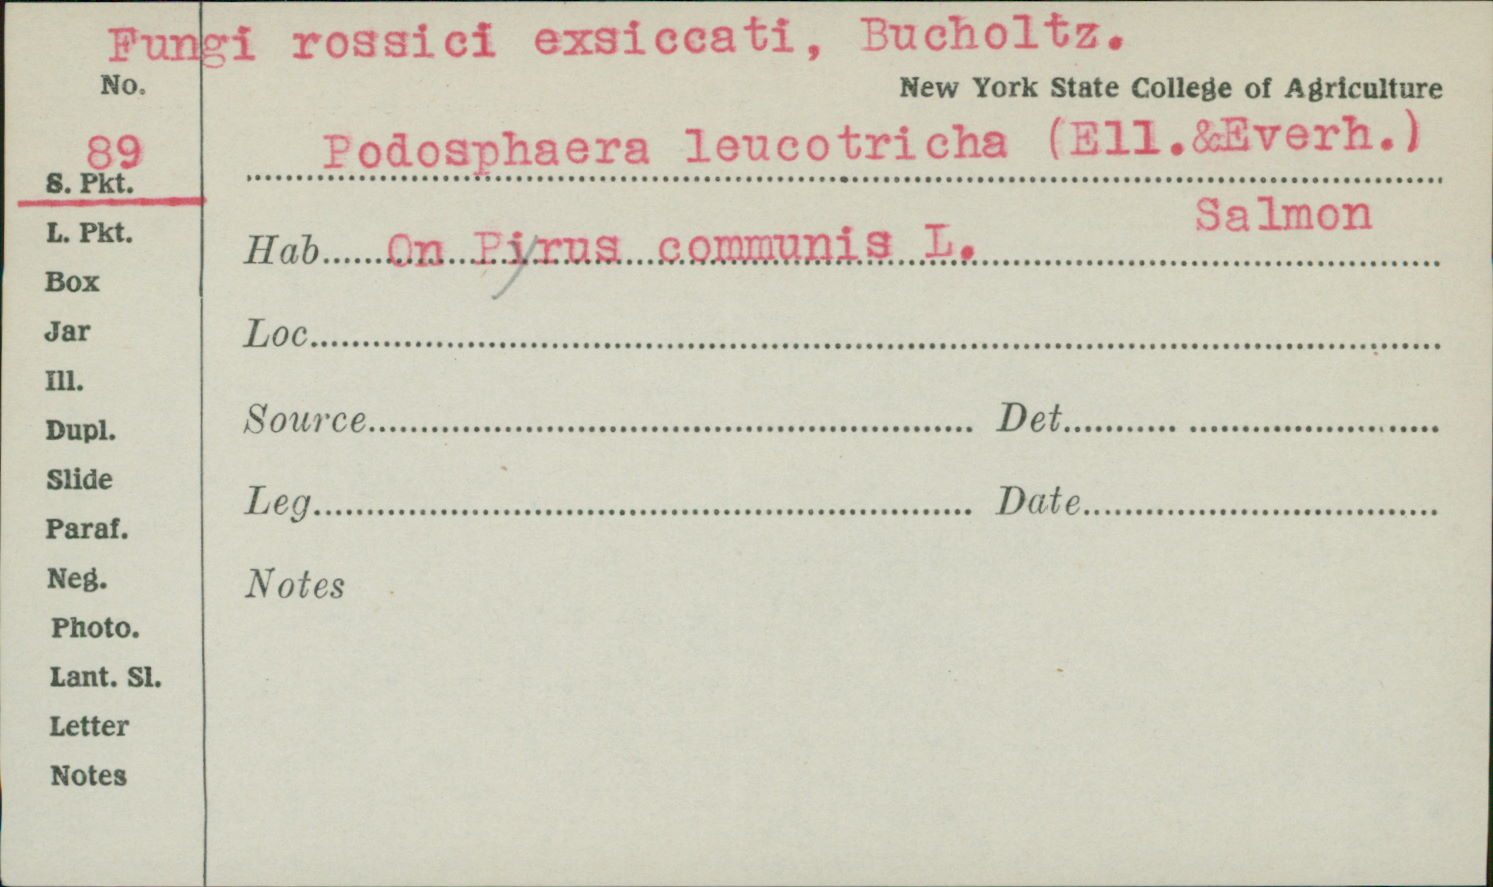 Fungi rossici exsiccati, Bucholtz.
No.
New York State College of Agriculture
89
Podosphaera leucotricha (Ell.&Everh.)
S. Pkt.
Salmon
L. Pkt.
Hab. On Pyrus communis L.
Box
Loc.
Jar
Ill.
Source Det.
Dupl.
Slide
Leg. Date
Paraf.
Neg.
Notes
Photo.
Lant. Sl.
Letter
Notes